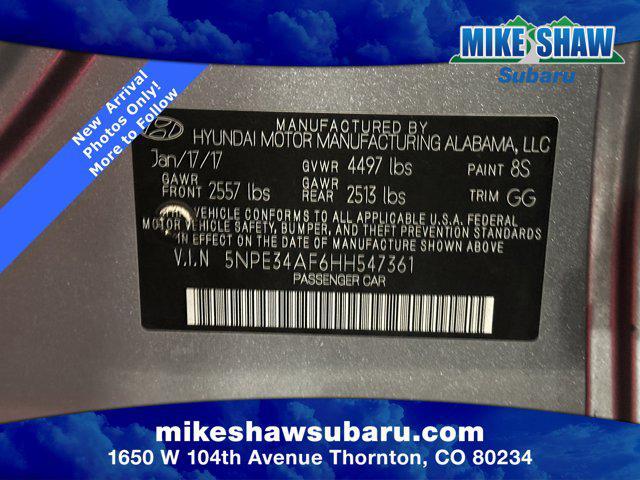 MIKE SHAW
Subaru
New Arrival
Photos Only!
More to Follow
MANUFACTURED BY
HYUNDAI MOTOR MANUFACTURING ALABAMA, LLC
Jan/17/17 GVWR 4497 lbs PAINT 8S
GAWR GAWR
FRONT 2557 lbs REAR 2513 lbs TRIM GG
VEHICLE CONFORMS TO ALL APPLICABLE U.S.A. FEDERAL
MOTOR VEHICLE SAFETY, BUMPER, AND THEFT PREVENTION STANDARDS
IN EFFECT ON THE DATE OF MANUFACTURE SHOWN ABOVE.
V.I.N 5NPE34AF6HH547361
PASSENGER CAR
mikeshawsubaru.com
1650 W 104th Avenue Thornton, CO 80234